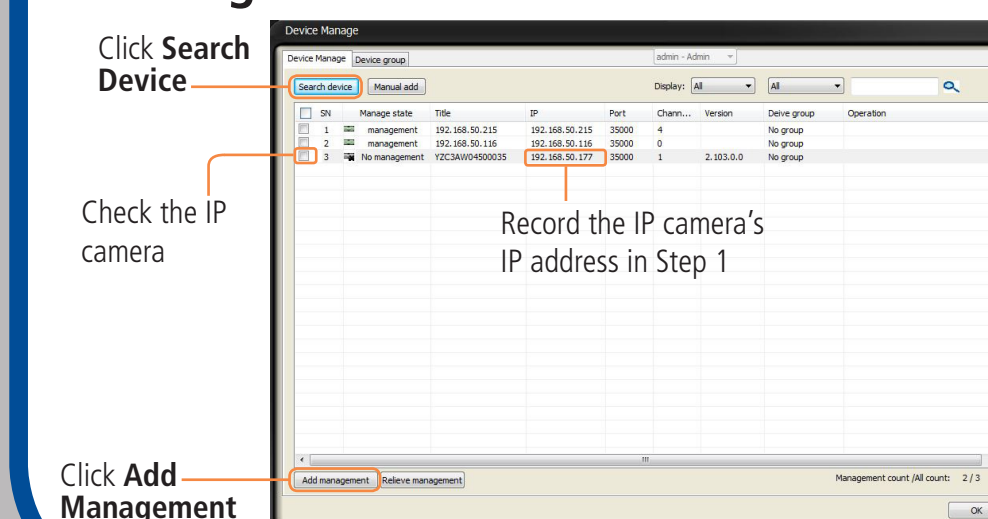 Device Manage
Click Search
Device
Device Manage Device group admin - Admin
Search device Manual add Display: All All
SN Manage state Title IP Port Chann... Version Deive group Operation
1 management 192.168.50.215 192.168.50.215 35000 4 No group
2 management 192.168.50.116 192.168.50.116 35000 0 No group
3 No management YZC3AW04500035 192.168.50.177 35000 1 2.103.0.0 No group
Check the IP
camera
Record the IP camera's
IP address in Step 1
Click Add
Management
Add management Relieve management Management count /All count: 2 / 3
OK